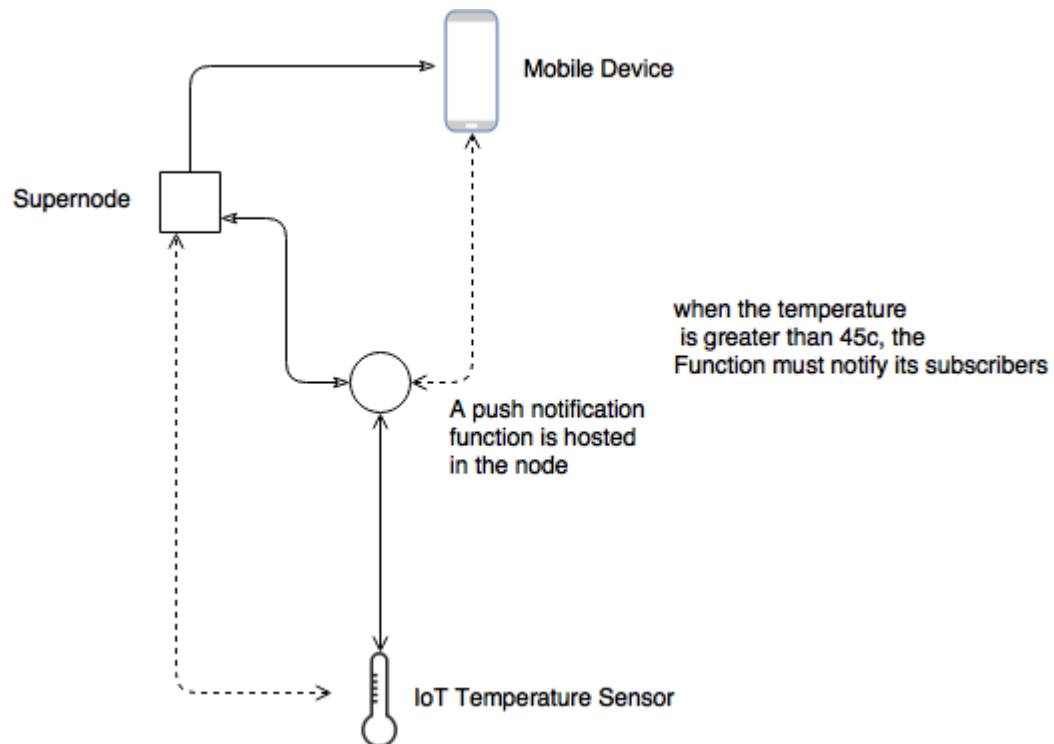 Mobile Device
Supernode
when the temperature
is greater than 45c, the
Function must notify its subscribers
A push notification
function is hosted
in the node
IoT Temperature Sensor